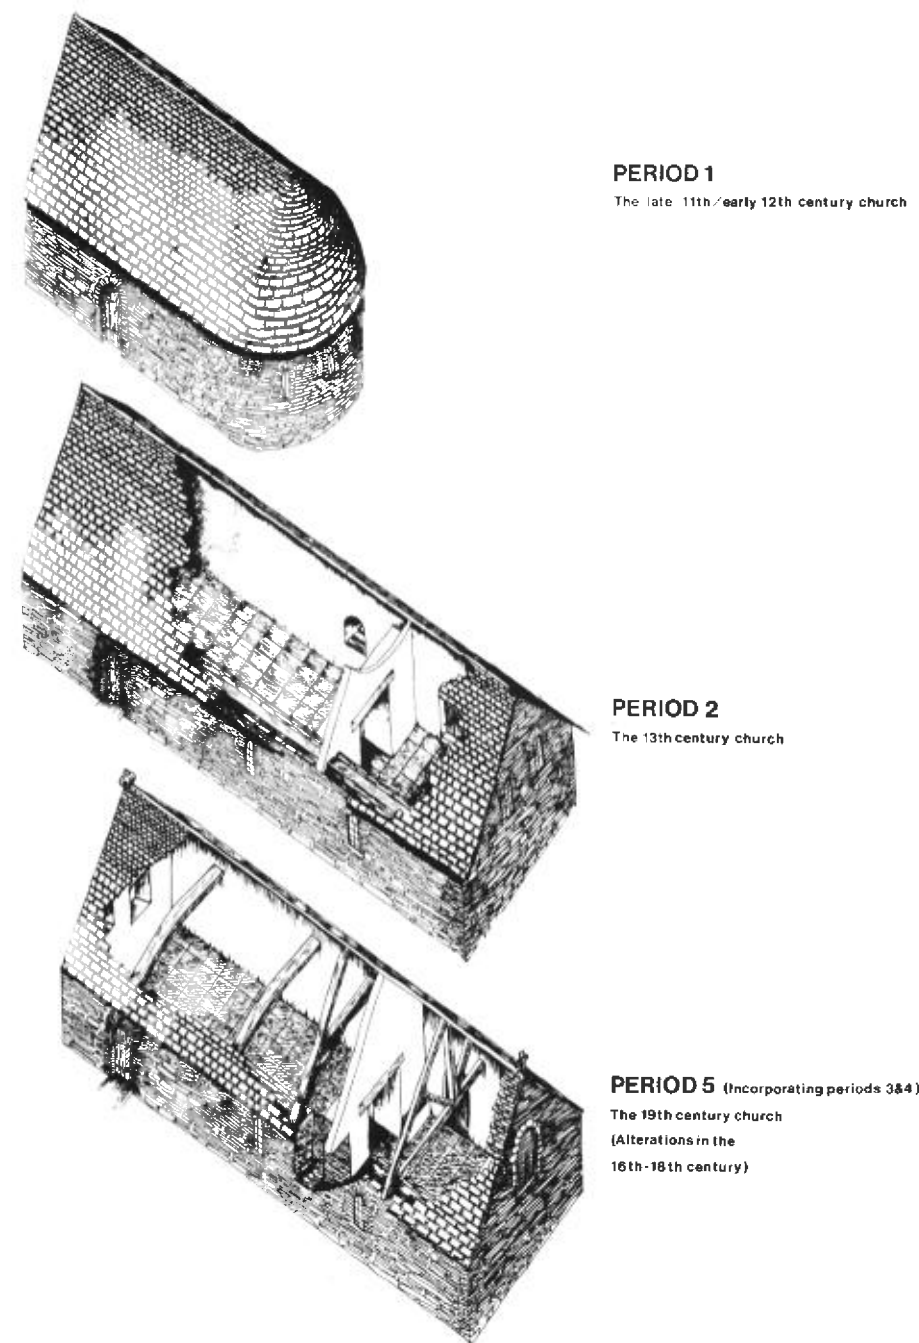 PERIOD 1
The late 11th/early 12th century church
PERIOD 2
The 13th century church
PERIOD 5 (Incorporating periods 3&4)
The 19th century church
(Alterations in the
16th-18th century)